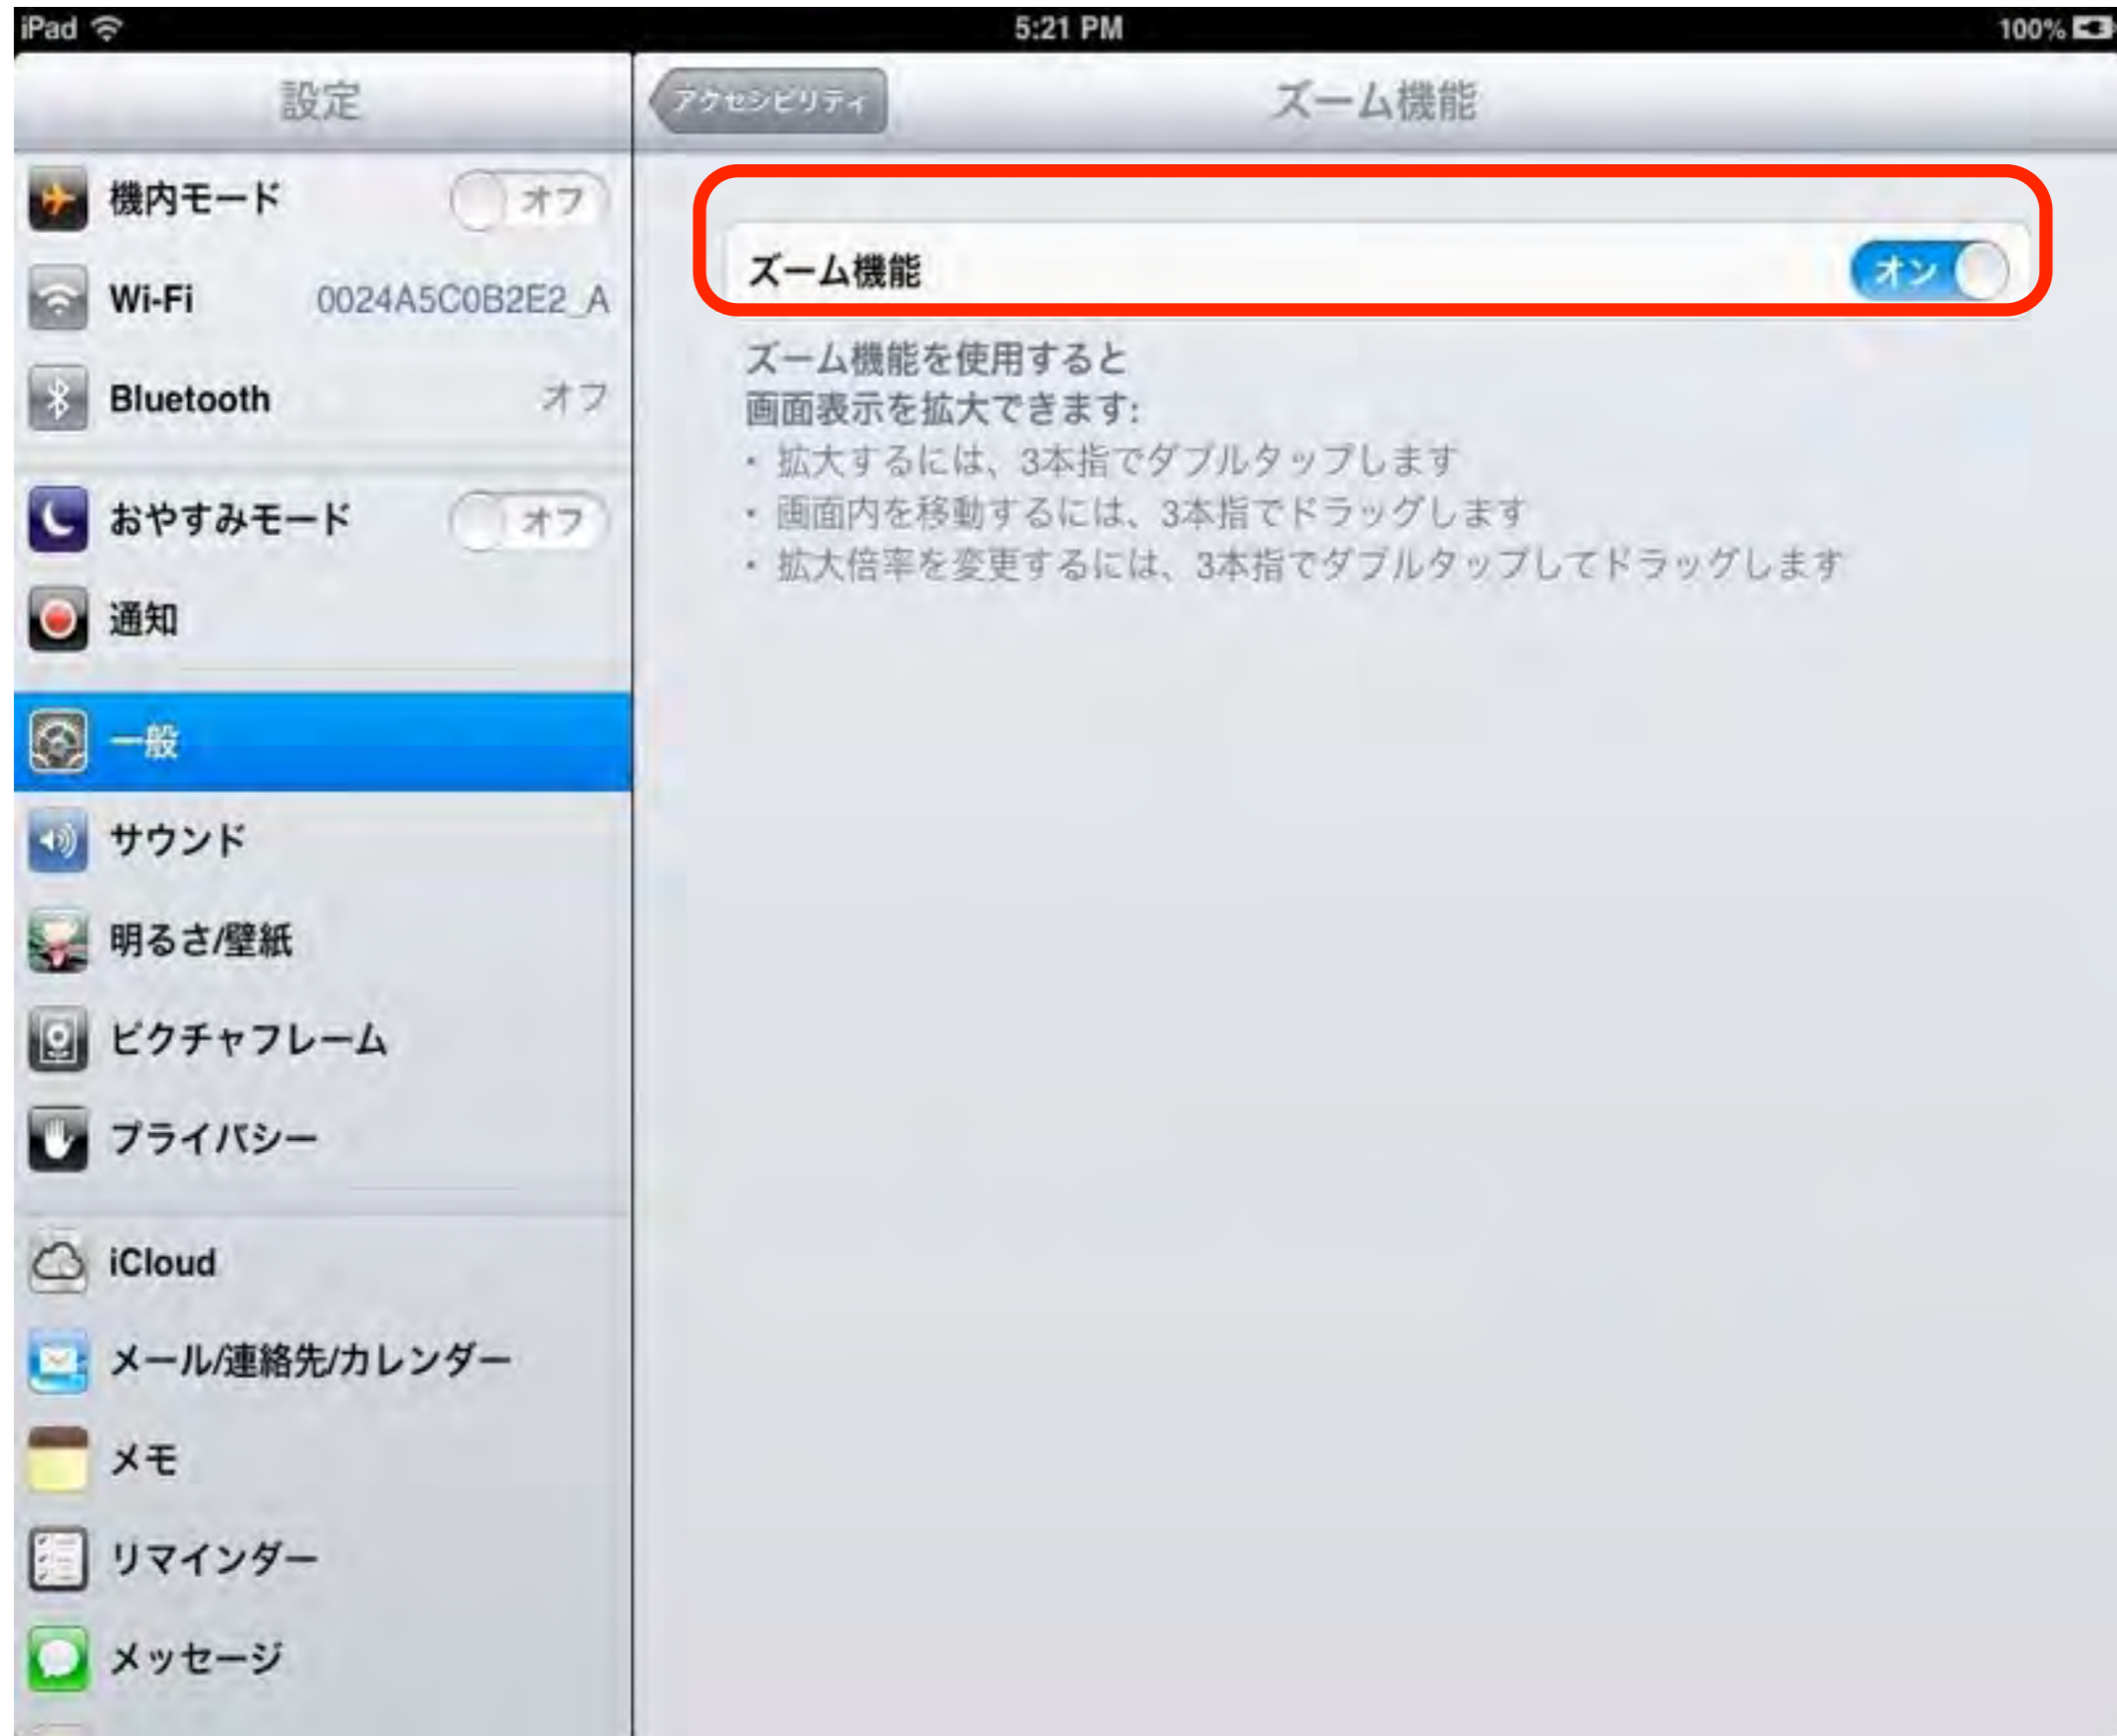 iPad
5:21 PM
100%
設定
機内モード オフ
Wi-Fi 0024A5C0B2E2_A
Bluetooth オフ
おやすみモード オフ
通知
一般
サウンド
明るさ/壁紙
ピクチャフレーム
プライバシー
iCloud
メール/連絡先/カレンダー
メモ
リマインダー
メッセージ
アクセシビリティ
ズーム機能
ズーム機能 オン
ズーム機能を使用すると
画面表示を拡大できます:
・ 拡大するには、3本指でダブルタップします
・ 画面内を移動するには、3本指でドラッグします
・ 拡大倍率を変更するには、3本指でダブルタップしてドラッグします